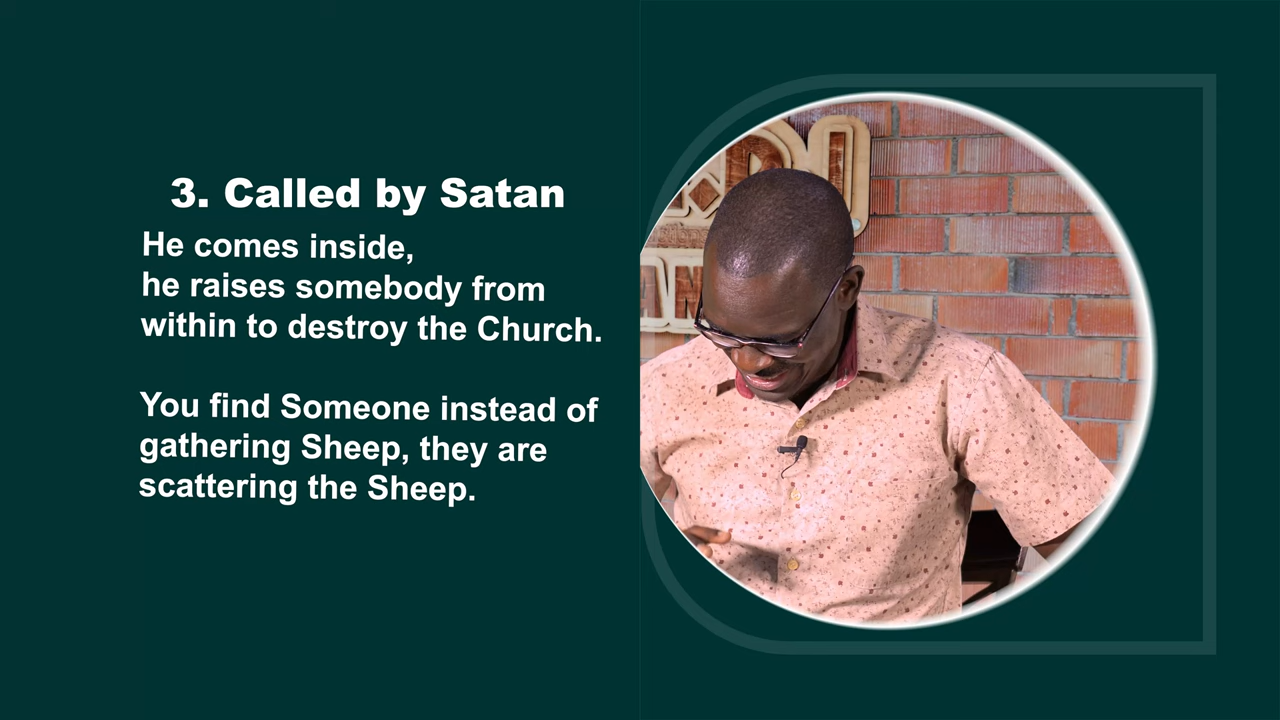 3. Called by Satan
He comes inside,
he raises somebody from
within to destroy the Church.
You find Someone instead of
gathering Sheep, they are
scattering the Sheep.